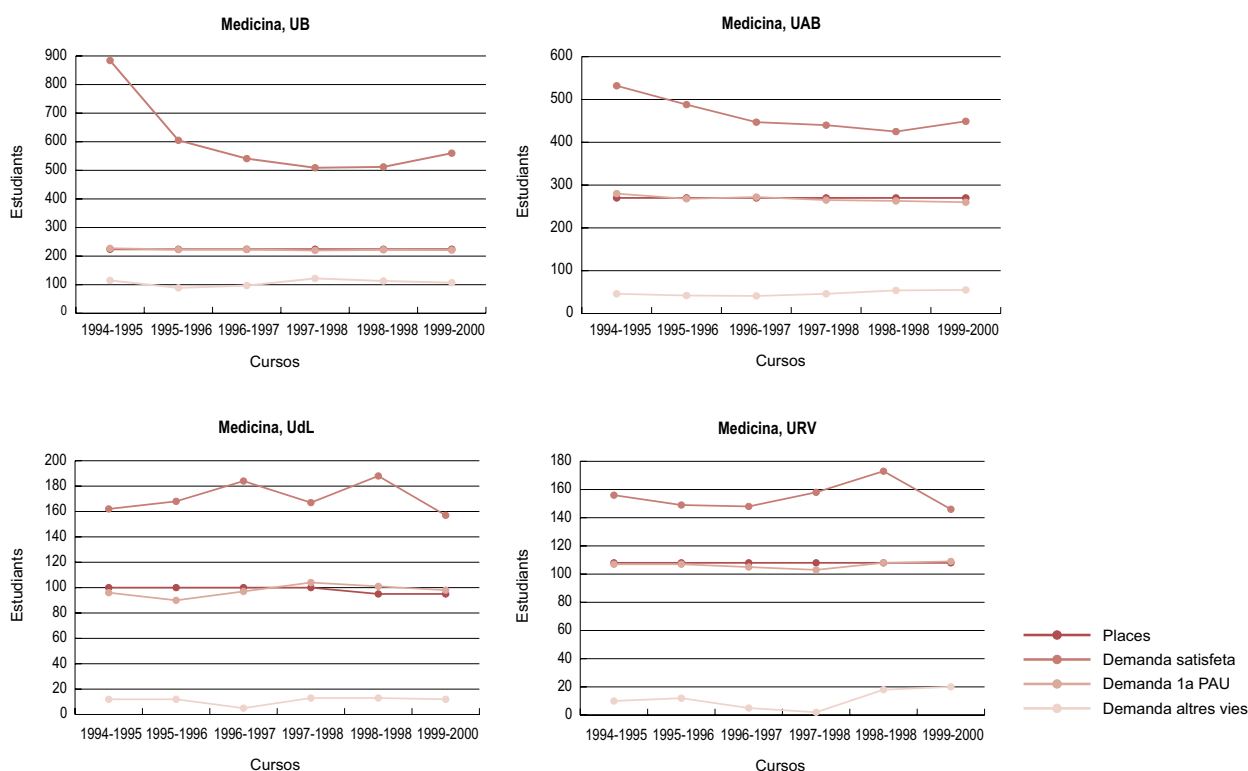 Medicina, UB
900
800
700
600
500
400
300
200
100
0
Estudiants
1994-1995 1995-1996 1996-1997 1997-1998 1998-1998 1999-2000
Cursos
Medicina, UAB
600
500
400
300
200
100
0
Estudiants
1994-1995 1995-1996 1996-1997 1997-1998 1998-1998 1999-2000
Cursos
Medicina, UdL
200
180
160
140
120
100
80
60
40
20
0
Estudiants
1994-1995 1995-1996 1996-1997 1997-1998 1998-1998 1999-2000
Cursos
Medicina, URV
180
160
140
120
100
80
60
40
20
0
Estudiants
1994-1995 1995-1996 1996-1997 1997-1998 1998-1998 1999-2000
Cursos
Places
Demanda satisfeta
Demanda 1a PAU
Demanda altres vies